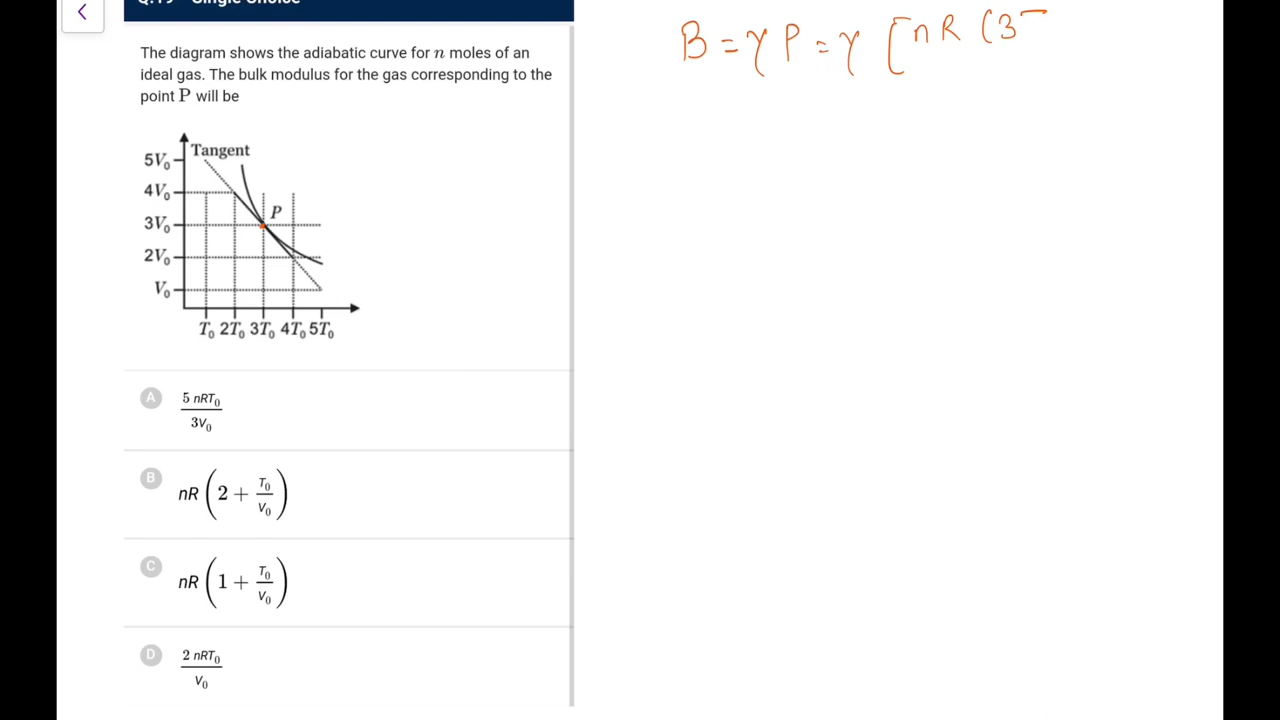 The diagram shows the adiabatic curve for n moles of an
ideal gas. The bulk modulus for the gas corresponding to the
point P will be
Tangent
5V₀
4V₀
P
3V₀
2V₀
V₀
T₀ 2T₀ 3T₀ 4T₀ 5T₀
A 5 nRT₀ / 3V₀
B nR (2 + T₀/V₀)
C nR (1 + T₀/V₀)
D 2 nRT₀ / V₀
B = γ P = γ [ nR (3